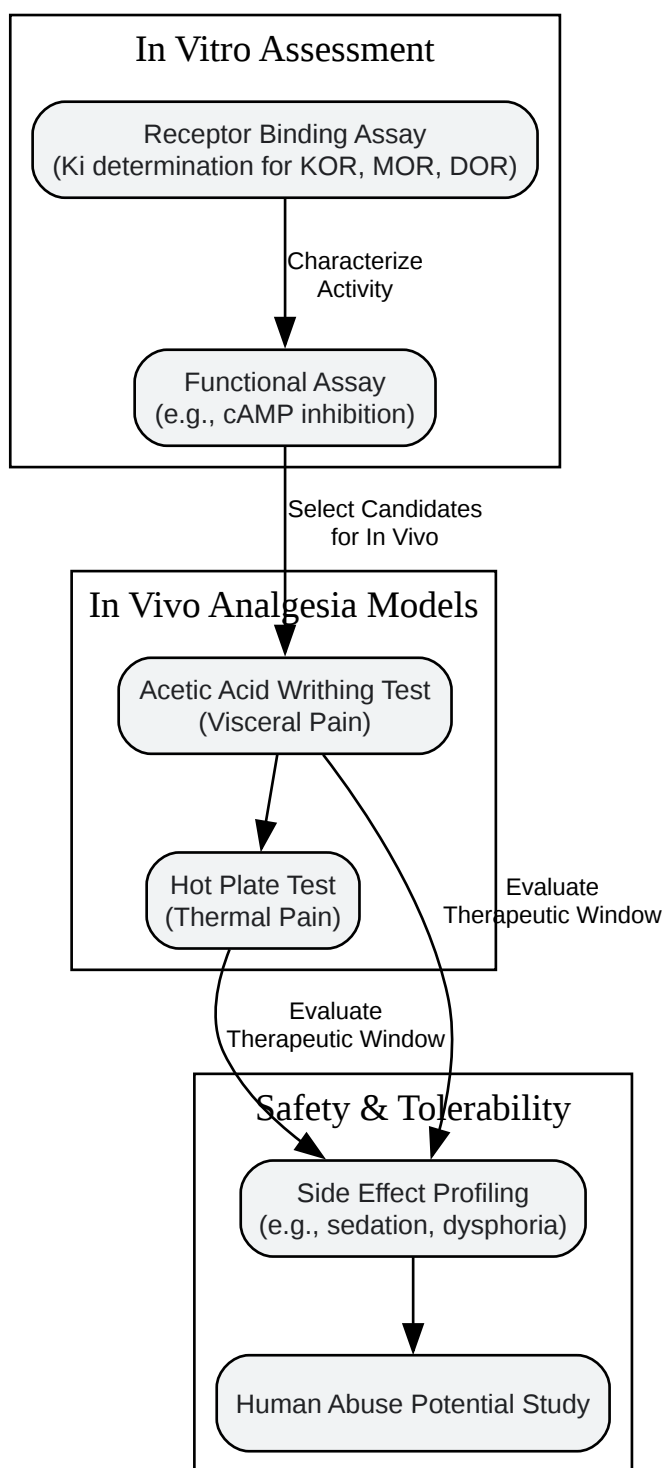 In Vitro Assessment
Receptor Binding Assay
(Ki determination for KOR, MOR, DOR)
Characterize
Activity
Functional Assay
(e.g., cAMP inhibition)
Select Candidates
for In Vivo
In Vivo Analgesia Models
Acetic Acid Writhing Test
(Visceral Pain)
Hot Plate Test
(Thermal Pain)
Evaluate
Therapeutic Window
Evaluate
Therapeutic Window
Safety & Tolerability
Side Effect Profiling
(e.g., sedation, dysphoria)
Human Abuse Potential Study